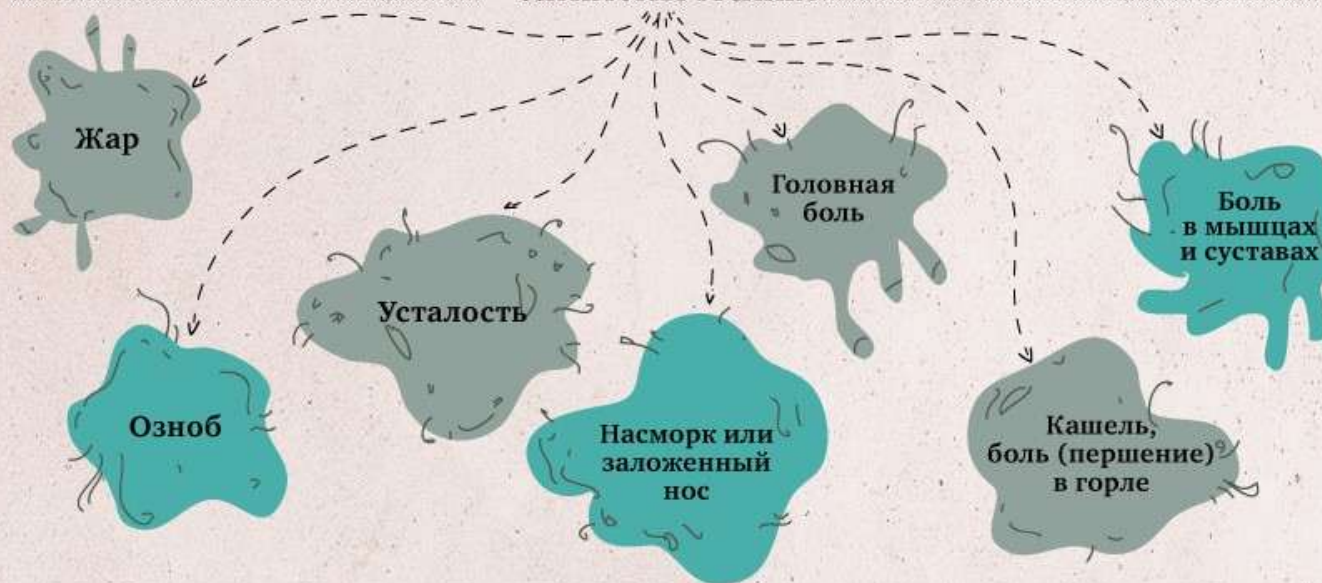 Жар
Головная
боль
Боль
в мышцах
и суставах
Усталость
Озноб
Насморк или
заложенный
нос
Кашель,
боль (першение)
в горле